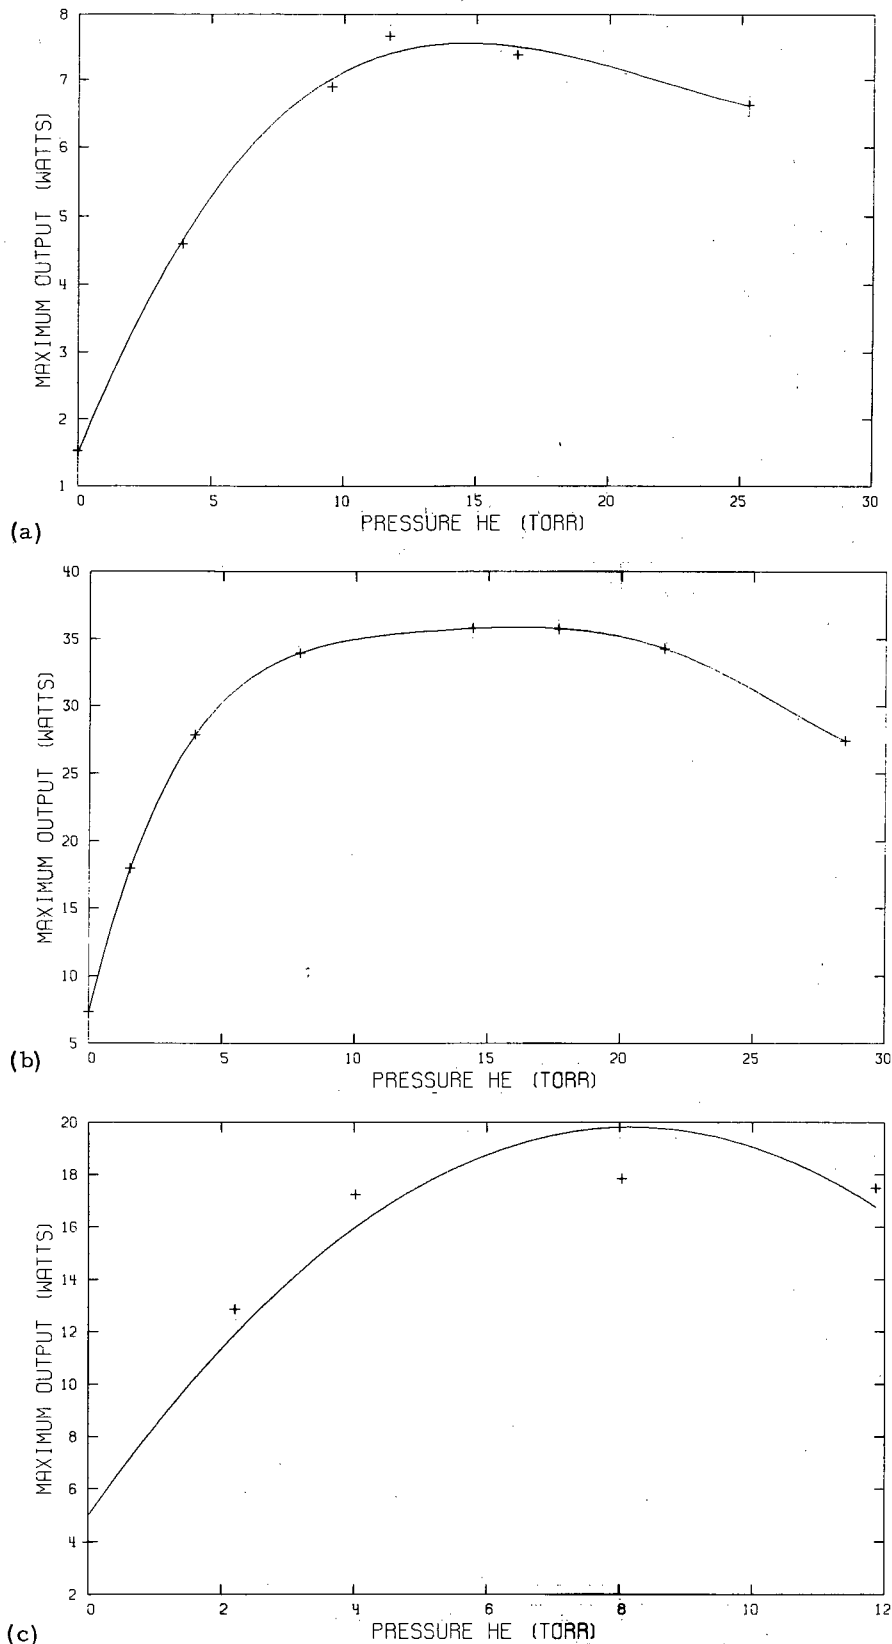 8
7
6
5
4
3
2
1
MAXIMUM OUTPUT (WATTS)
0 5 10 15 20 25 30
PRESSURE HE (TORR)
(a)
40
35
30
25
20
15
10
5
MAXIMUM OUTPUT (WATTS)
0 5 10 15 20 25 30
PRESSURE HE (TORR)
(b)
20
18
16
14
12
10
8
6
4
2
MAXIMUM OUTPUT (WATTS)
0 2 4 6 8 10 12
PRESSURE HE (TORR)
(c)